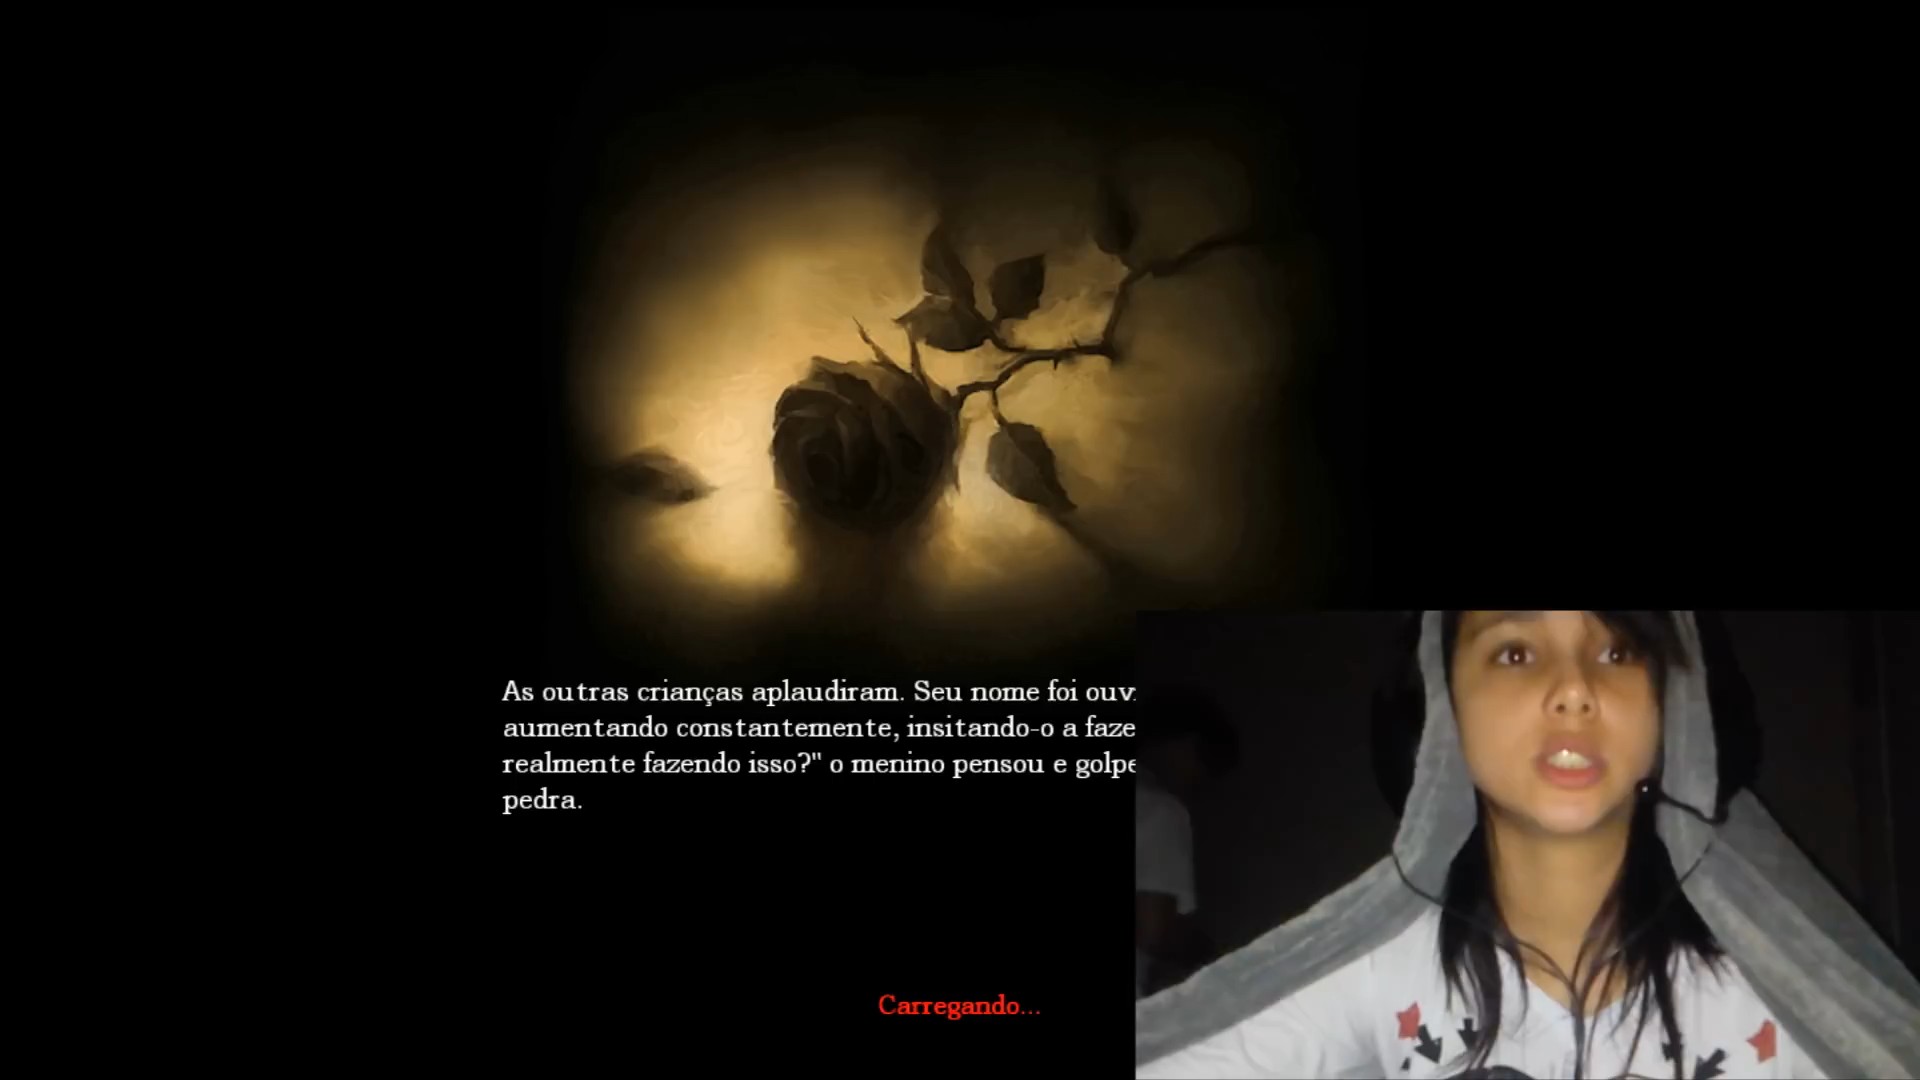 As outras crianças aplaudiram. Seu nome foi
aumentando constantemente, insitando-o a
realmente fazendo isso?" o menino pensou e
pedra.
Carregando...